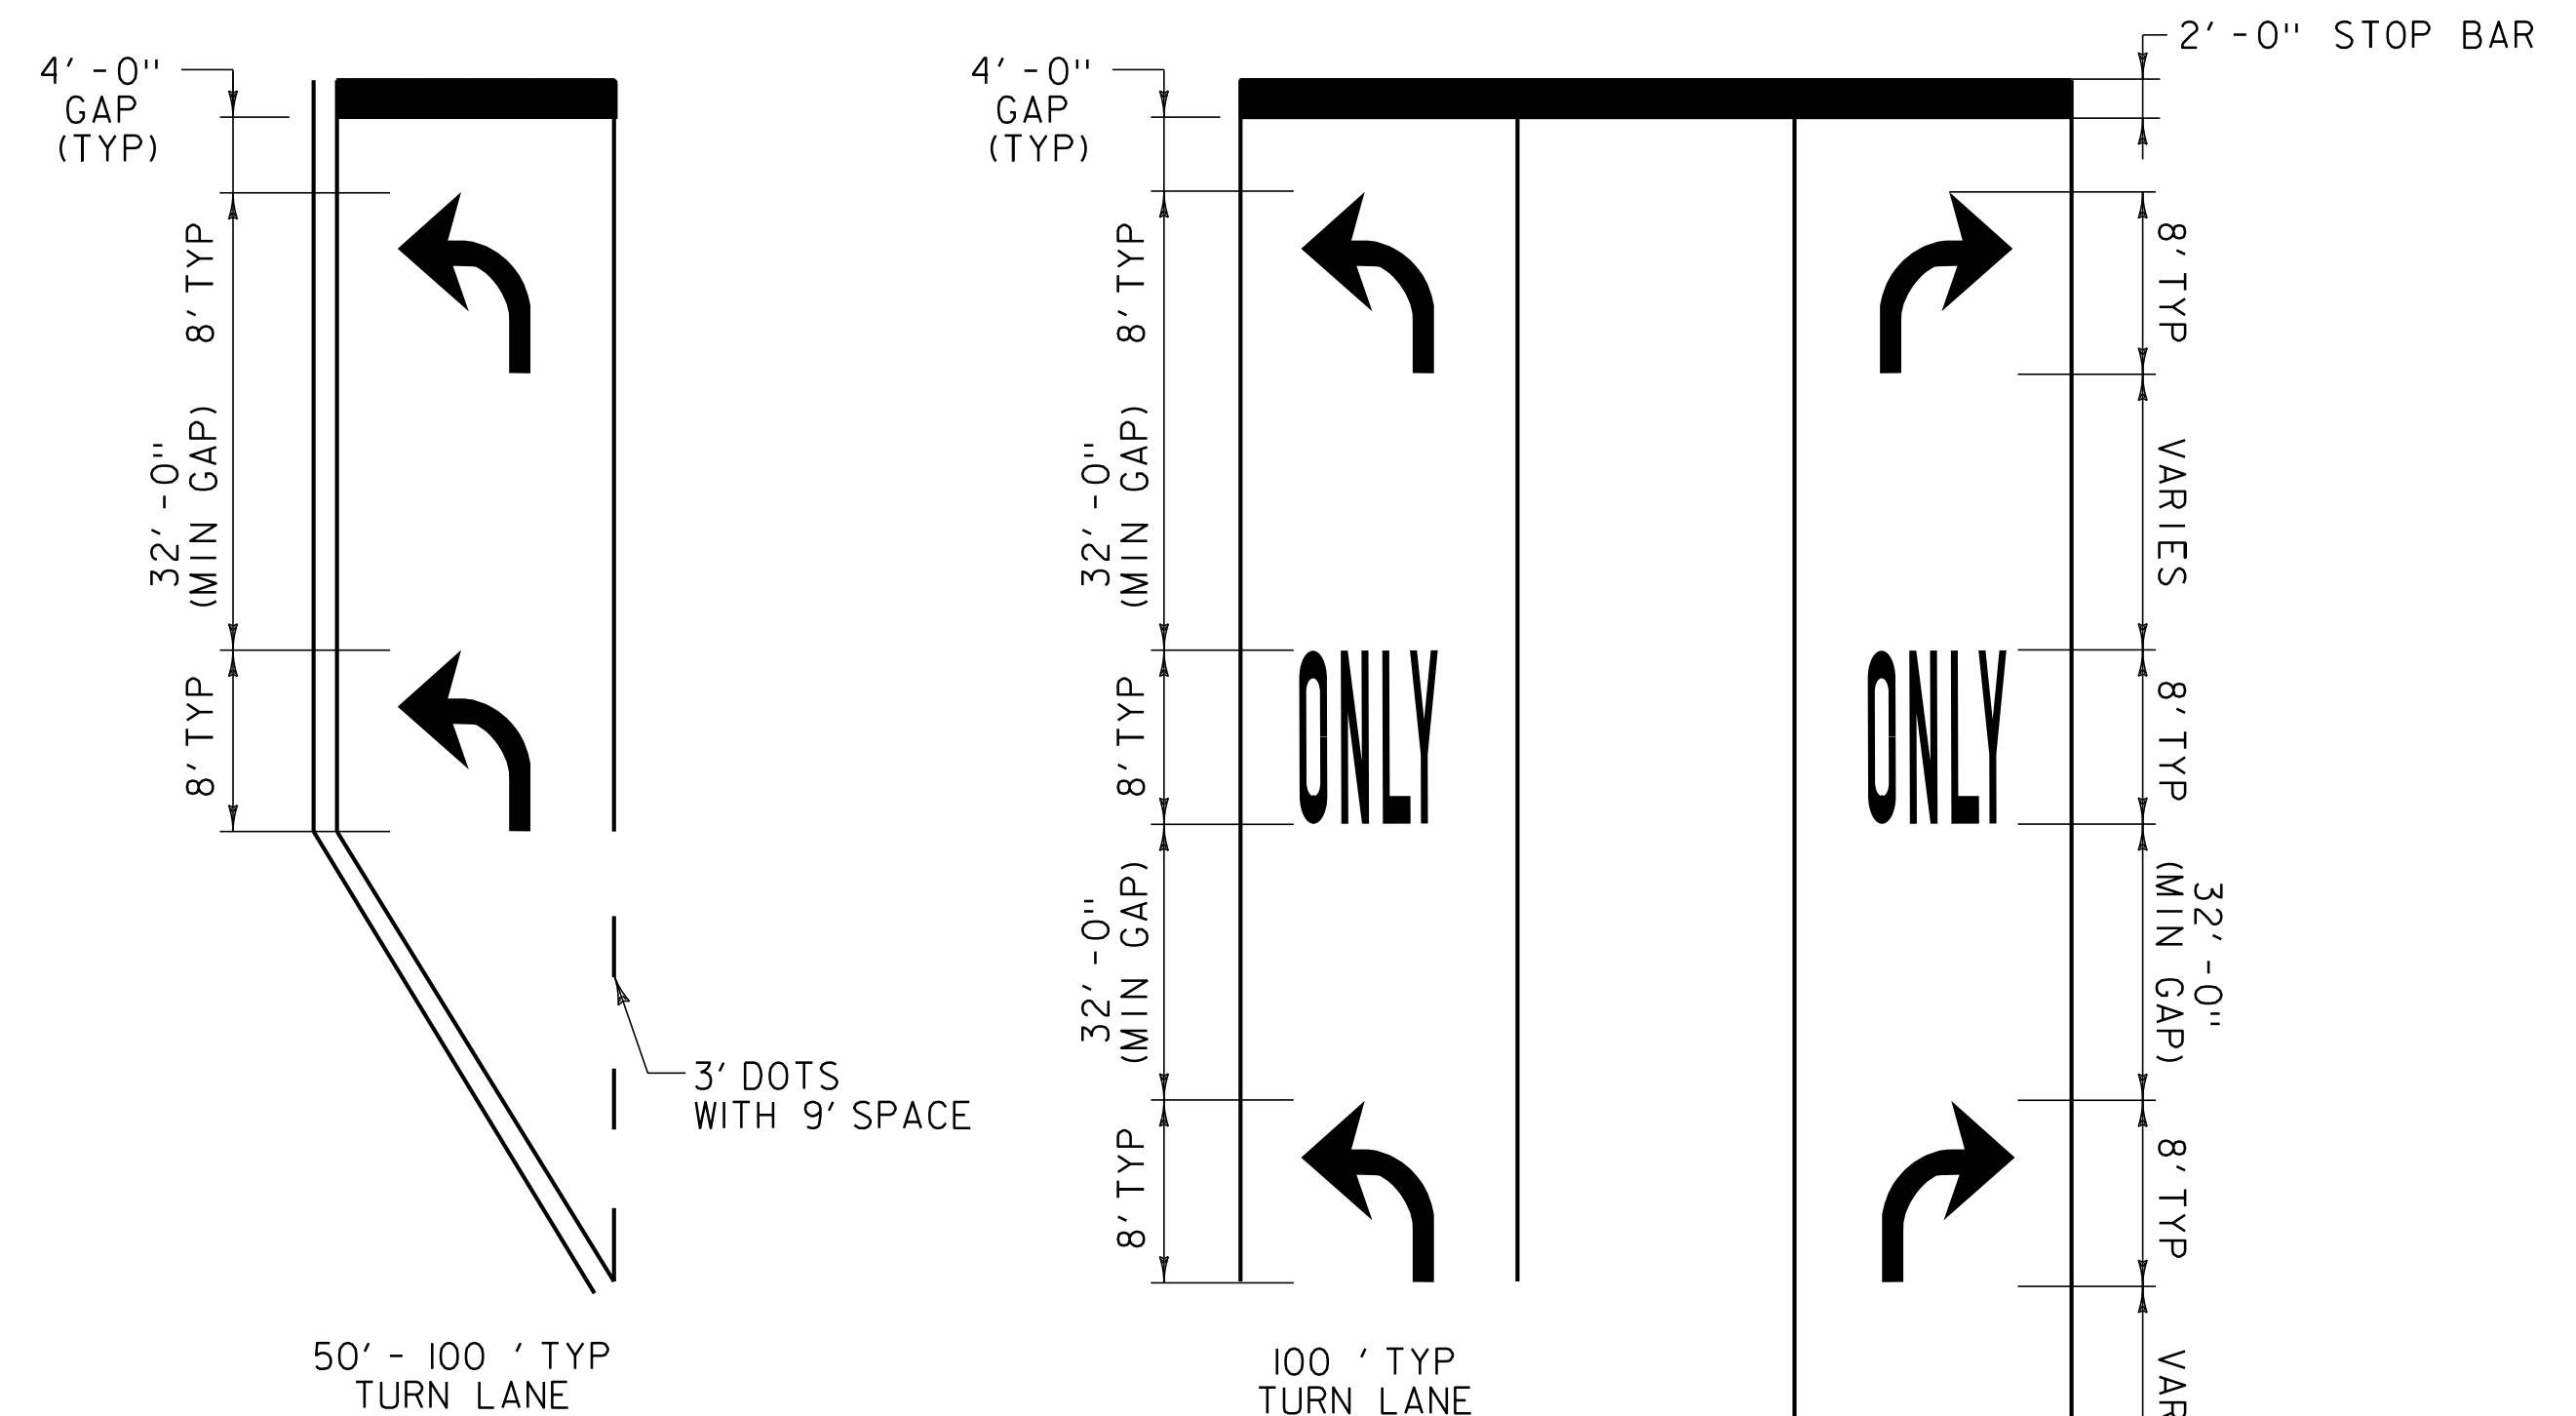 2'-0" STOP BAR
4'-0"
GAP
(TYP)
8' TYP
32'-0"
(MIN GAP)
8' TYP
3' DOTS
WITH 9' SPACE
50' - 100 ' TYP
TURN LANE
4'-0"
GAP
(TYP)
8' TYP
32'-0"
(MIN GAP)
8' TYP
32'-0"
(MIN GAP)
8' TYP
ONLY
ONLY
100 ' TYP
TURN LANE
8' TYP
VARIES
8' TYP
32'-0"
(MIN GAP)
8' TYP
VAR